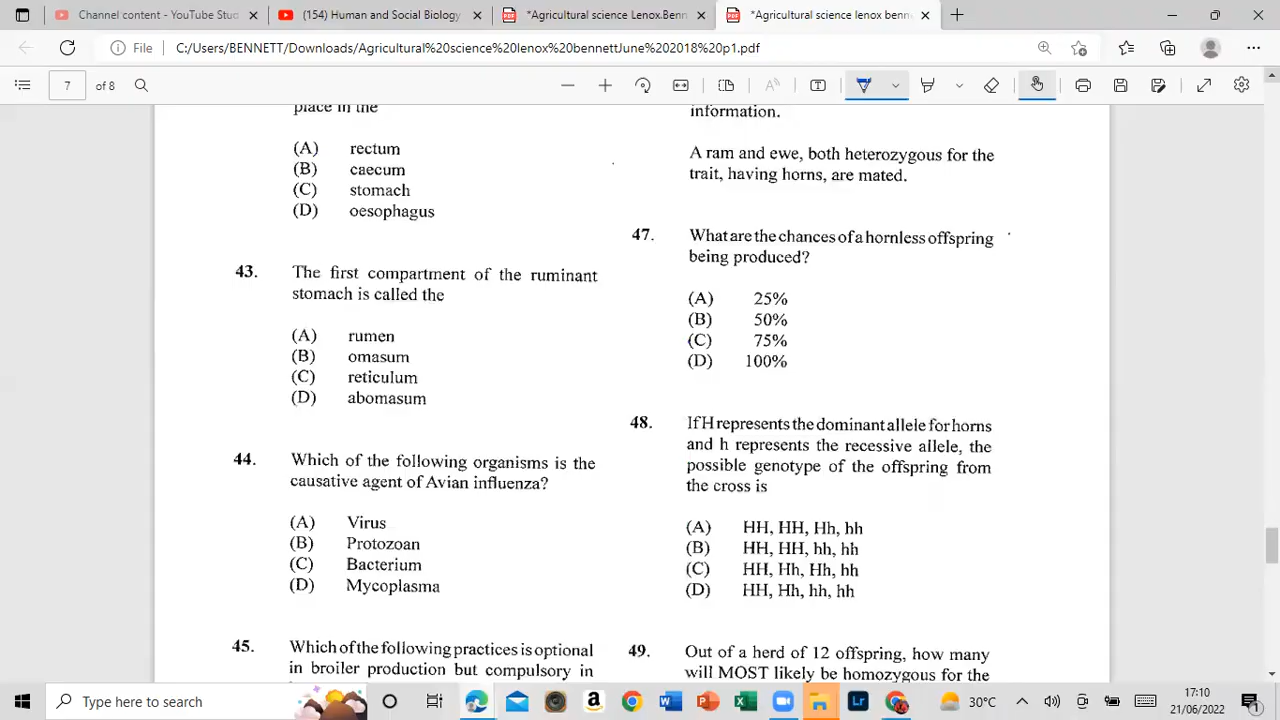 Channel content - YouTube Studi
(154) Human and Social Biology
*Agricultural science Lenox.Benn
*Agricultural science lenox benn
File
C:/Users/BENNETT/Downloads/Agricultural%20science%20lenox%20bennettJune%202018%20p1.pdf
7 of 8
place in the
(A) rectum
(B) caecum
(C) stomach
(D) oesophagus
43. The first compartment of the ruminant
stomach is called the
(A) rumen
(B) omasum
(C) reticulum
(D) abomasum
44. Which of the following organisms is the
causative agent of Avian influenza?
(A) Virus
(B) Protozoan
(C) Bacterium
(D) Mycoplasma
45. Which of the following practices is optional
in broiler production but compulsory in
information.
A ram and ewe, both heterozygous for the
trait, having horns, are mated.
47. What are the chances of a hornless offspring
being produced?
(A) 25%
(B) 50%
(C) 75%
(D) 100%
48. If H represents the dominant allele for horns
and h represents the recessive allele, the
possible genotype of the offspring from
the cross is
(A) HH, HH, Hh, hh
(B) HH, HH, hh, hh
(C) HH, Hh, Hh, hh
(D) HH, Hh, hh, hh
49. Out of a herd of 12 offspring, how many
will MOST likely be homozygous for the
Type here to search
Lr
30°C
17:10
21/06/2022